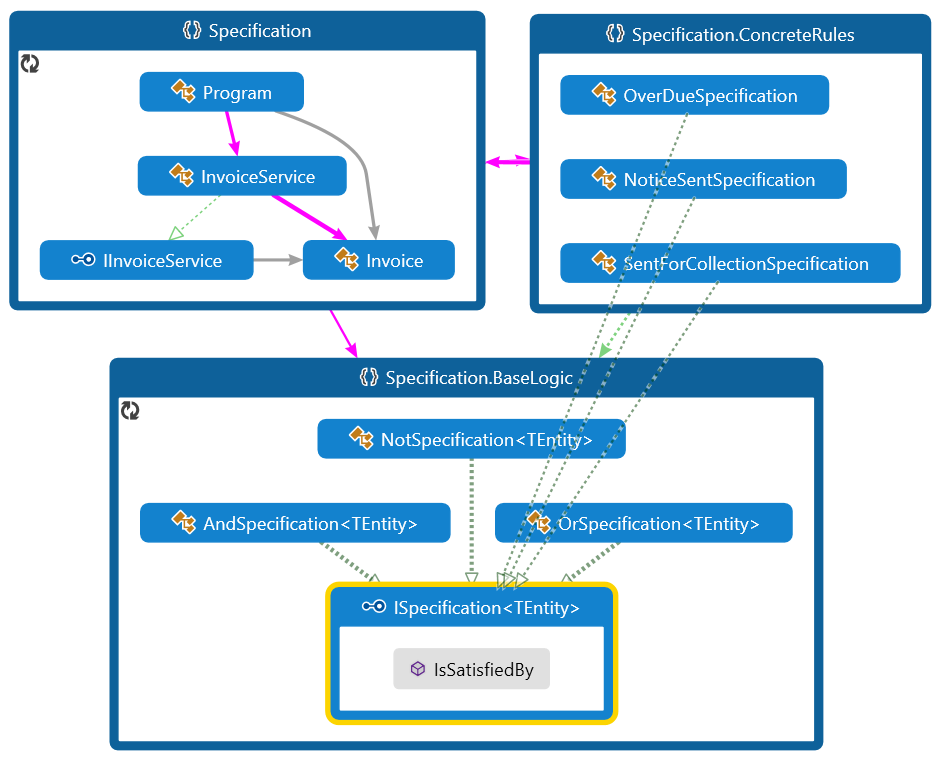 Specification
Program
InvoiceService
IInvoiceService
Invoice
Specification.ConcreteRules
OverDueSpecification
NoticeSentSpecification
SentForCollectionSpecification
Specification.BaseLogic
NotSpecification<TEntity>
AndSpecification<TEntity>
OrSpecification<TEntity>
ISpecification<TEntity>
IsSatisfiedBy